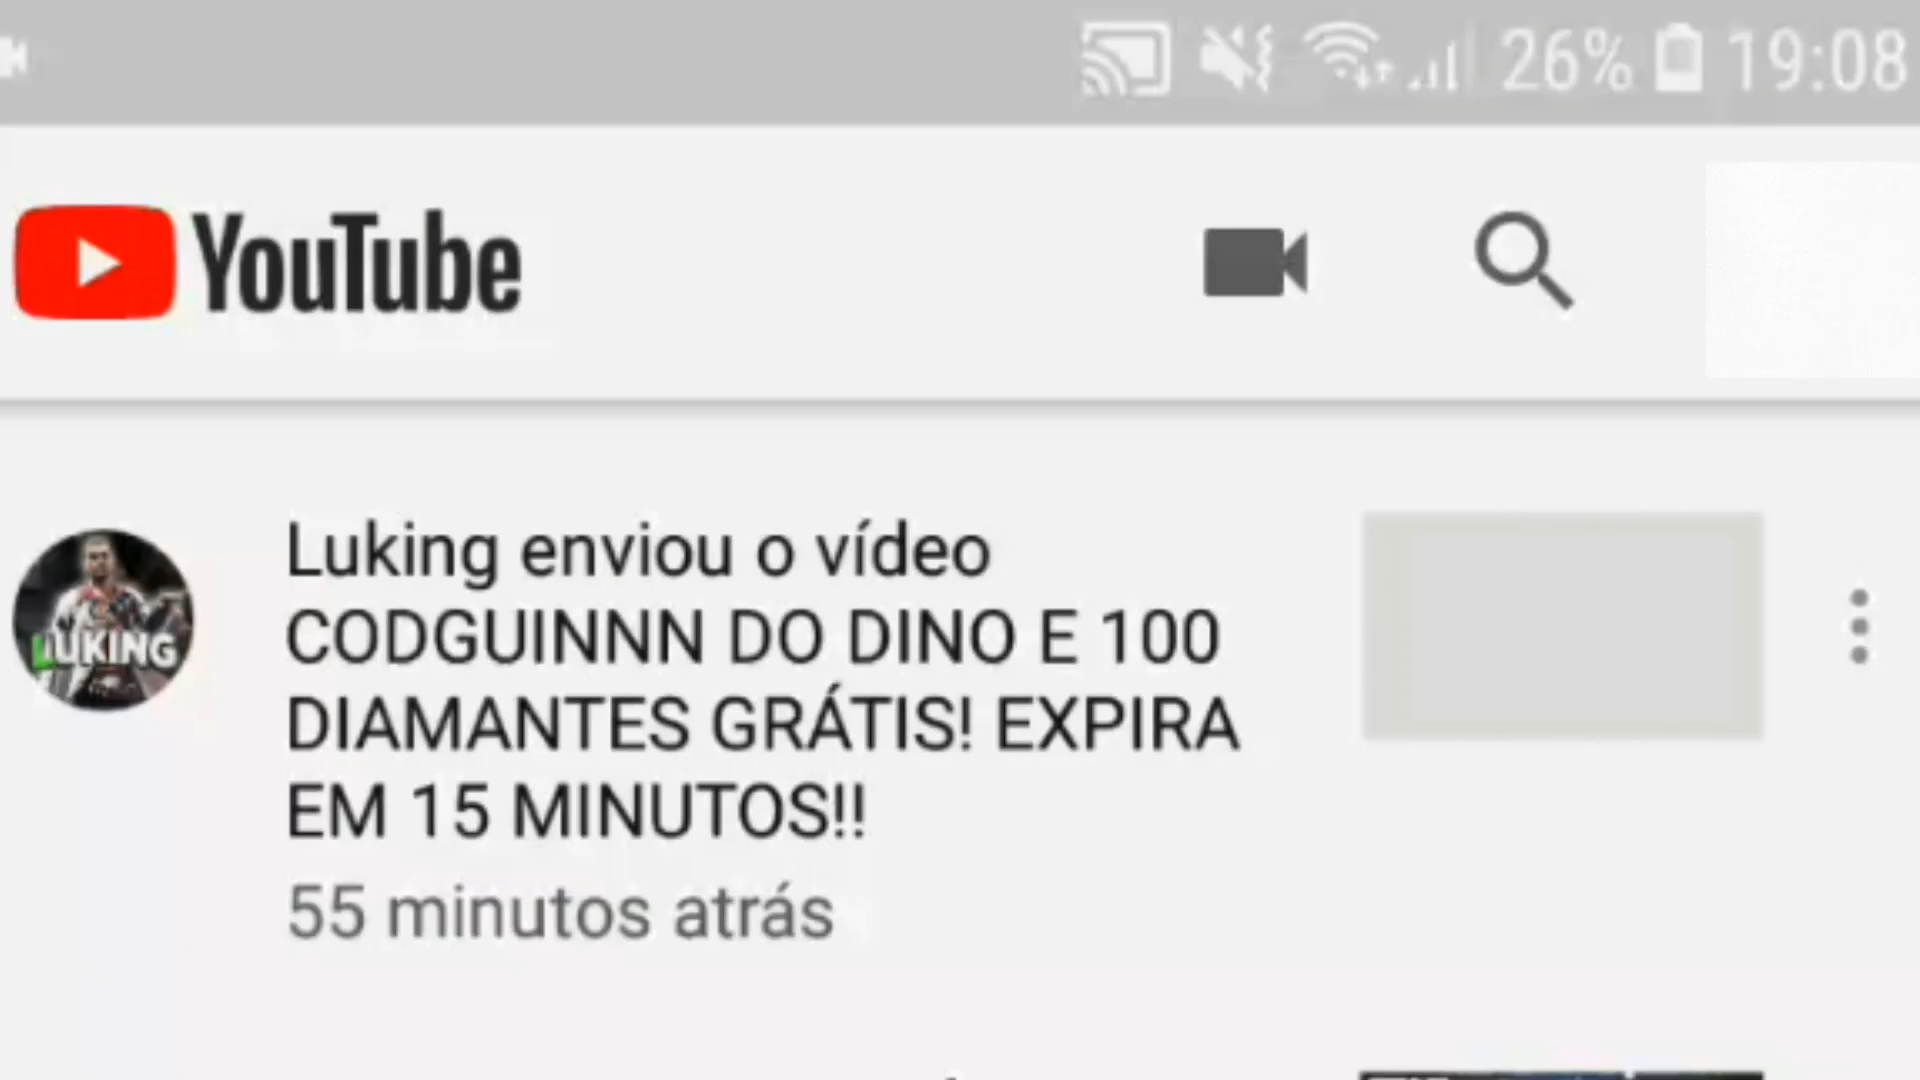 26% 19:08
YouTube
Luking enviou o vídeo
CODGUINNN DO DINO E 100
DIAMANTES GRÁTIS! EXPIRA
EM 15 MINUTOS!!
55 minutos atrás
LUKING